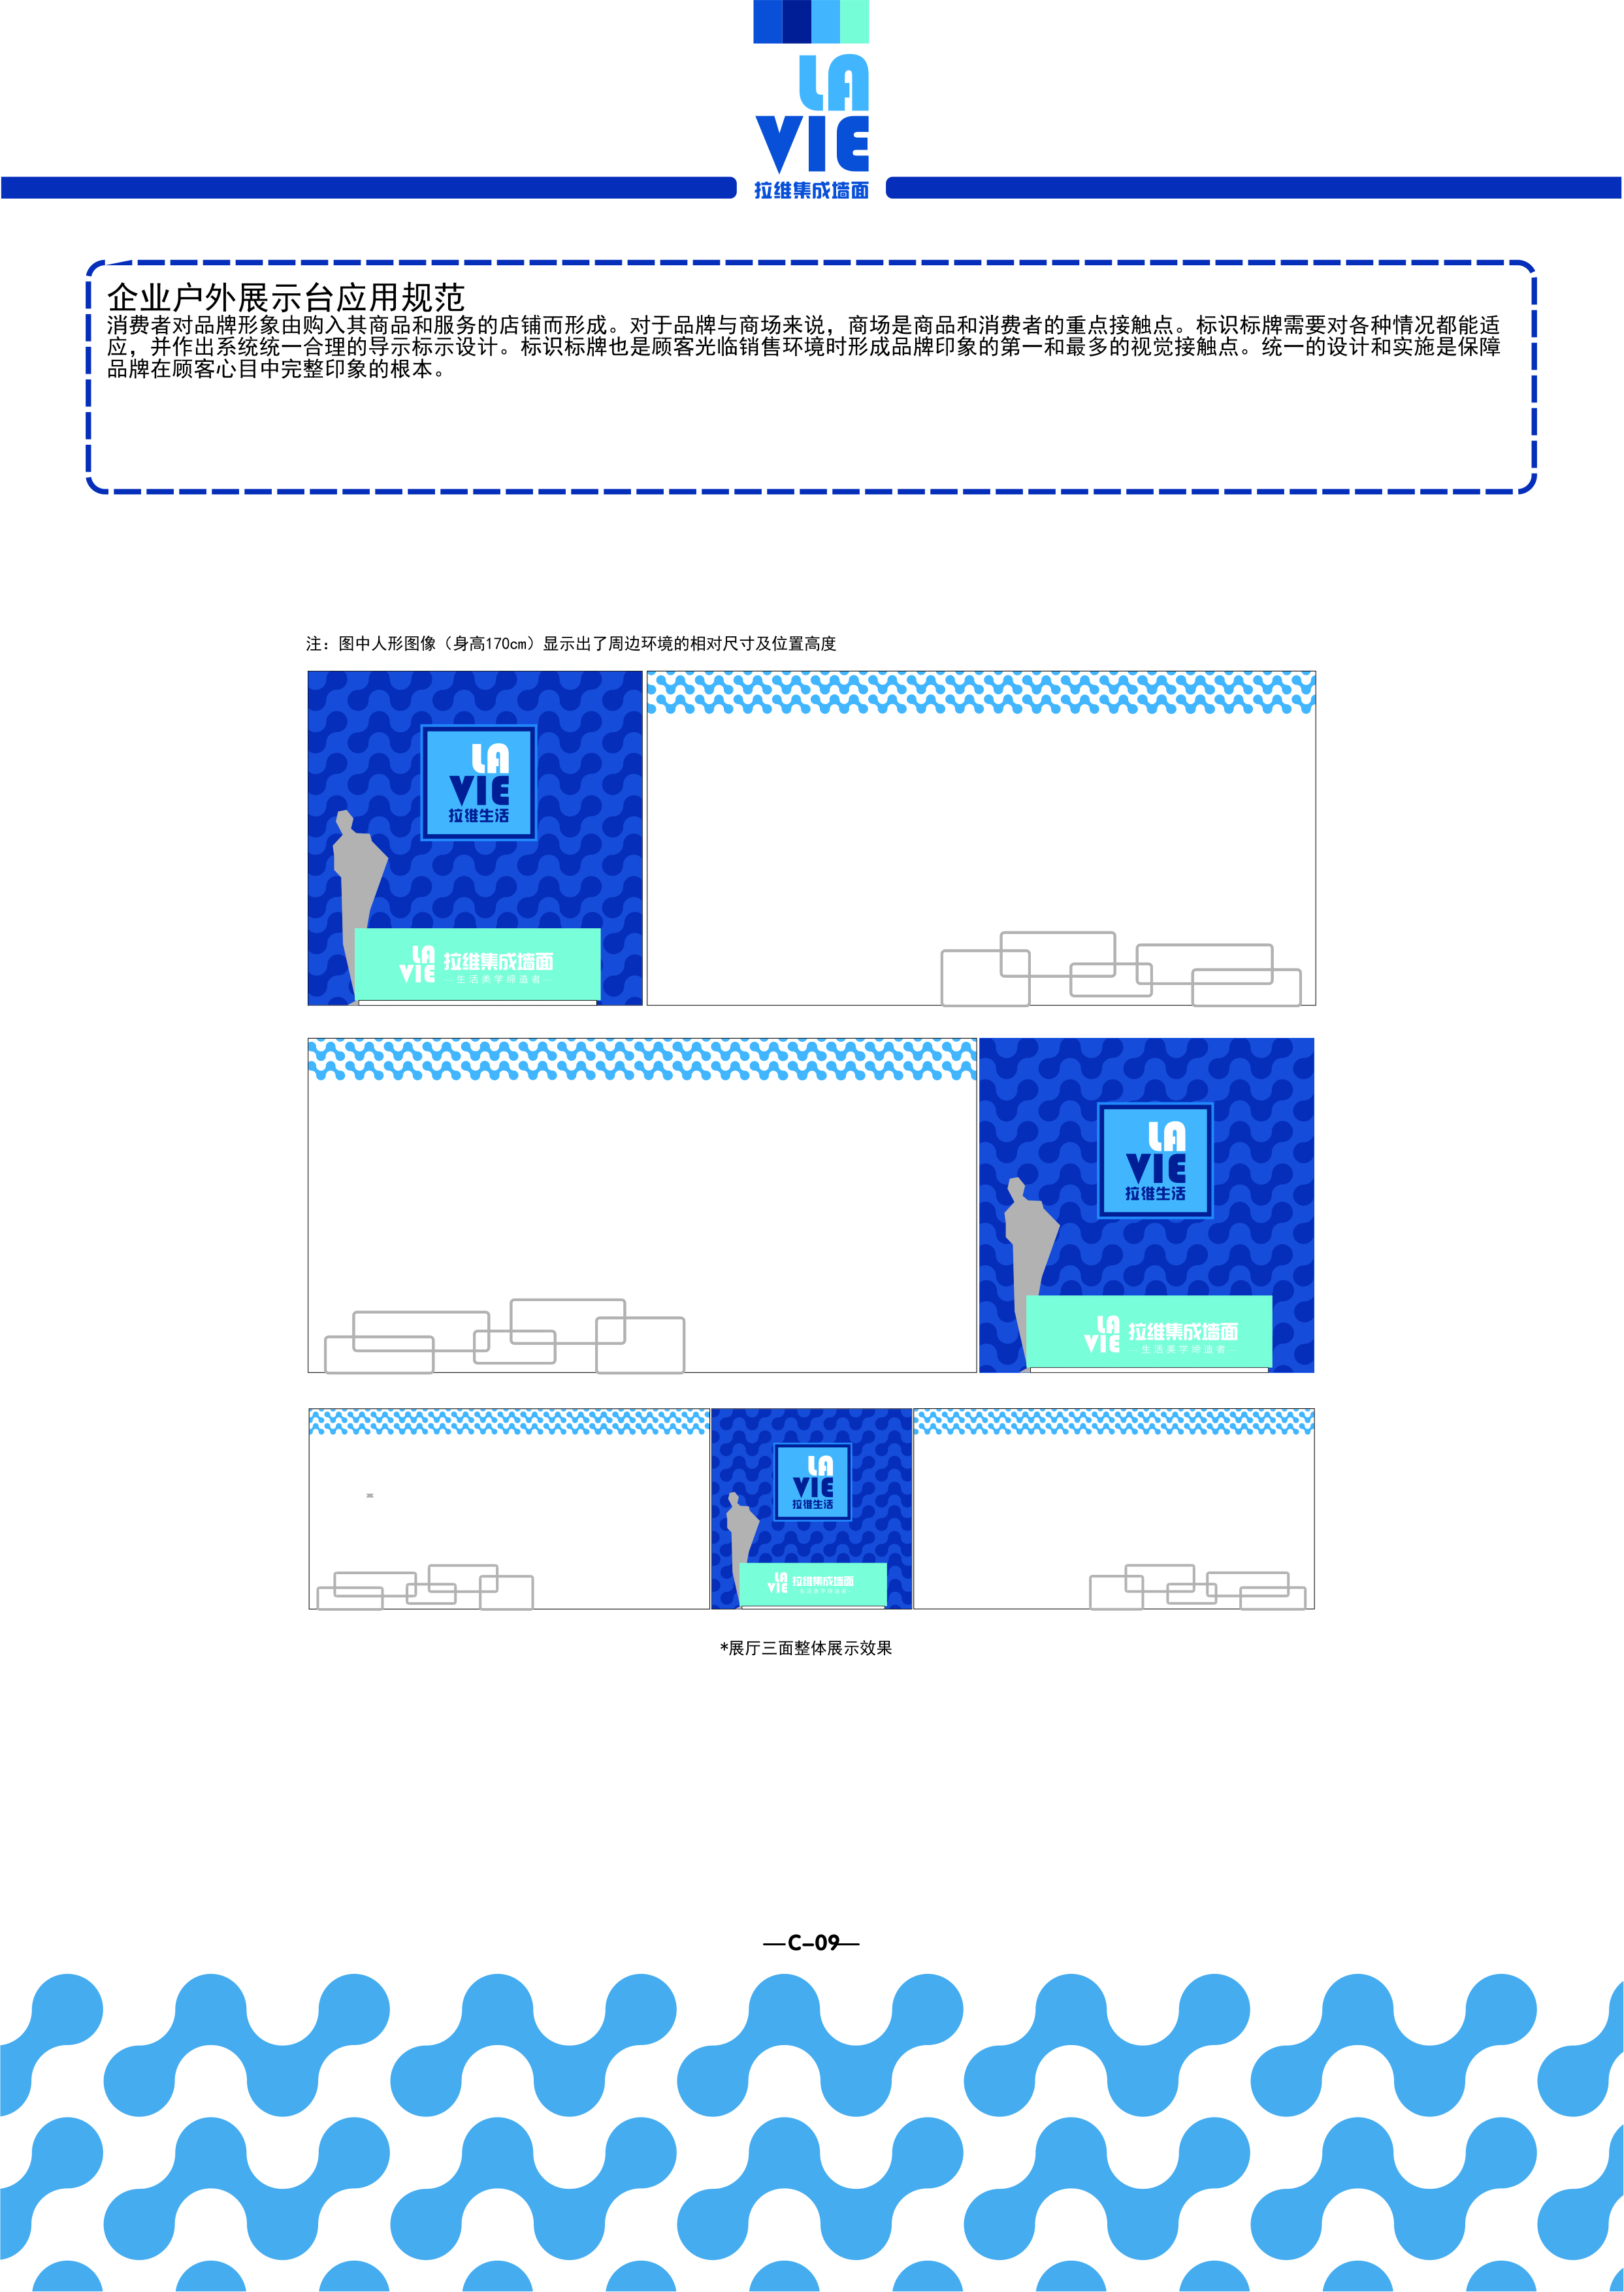 LA
VIE
拉维集成墙面
企业户外展示台应用规范
消费者对品牌形象由购入其商品和服务的店铺而形成。对于品牌与商场来说，商场是商品和消费者的重点接触点。标识标牌需要对各种情况都能适
应，并作出系统统一合理的导示标示设计。标识标牌也是顾客光临销售环境时形成品牌印象的第一和最多的视觉接触点。统一的设计和实施是保障
品牌在顾客心目中完整印象的根本。
注：图中人形图像（身高170cm）显示出了周边环境的相对尺寸及位置高度
LA
VIE
拉维生活
LA
VIE
拉维集成墙面
—生活美学缔造者—
LA
VIE
拉维生活
LA
VIE
拉维集成墙面
—生活美学缔造者—
LA
VIE
拉维生活
LA
VIE
拉维集成墙面
—生活美学缔造者—
*展厅三面整体展示效果
—C-09—